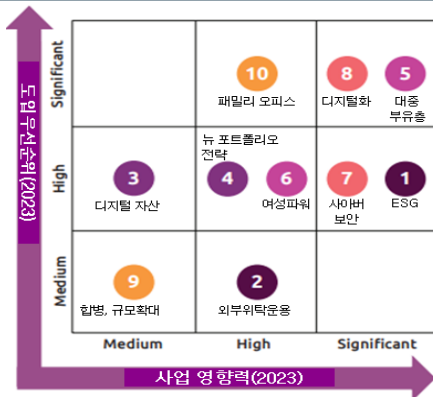 도입우선순위(2023)
Significant
High
Medium
10
패밀리 오피스
8
디지털화
5
대중
부유층
3
디지털 자산
뉴 포트폴리오
전략
4
6
여성파워
7
사이버
보안
1
ESG
9
합병, 규모확대
2
외부위탁운용
Medium
High
Significant
사업 영향력(2023)